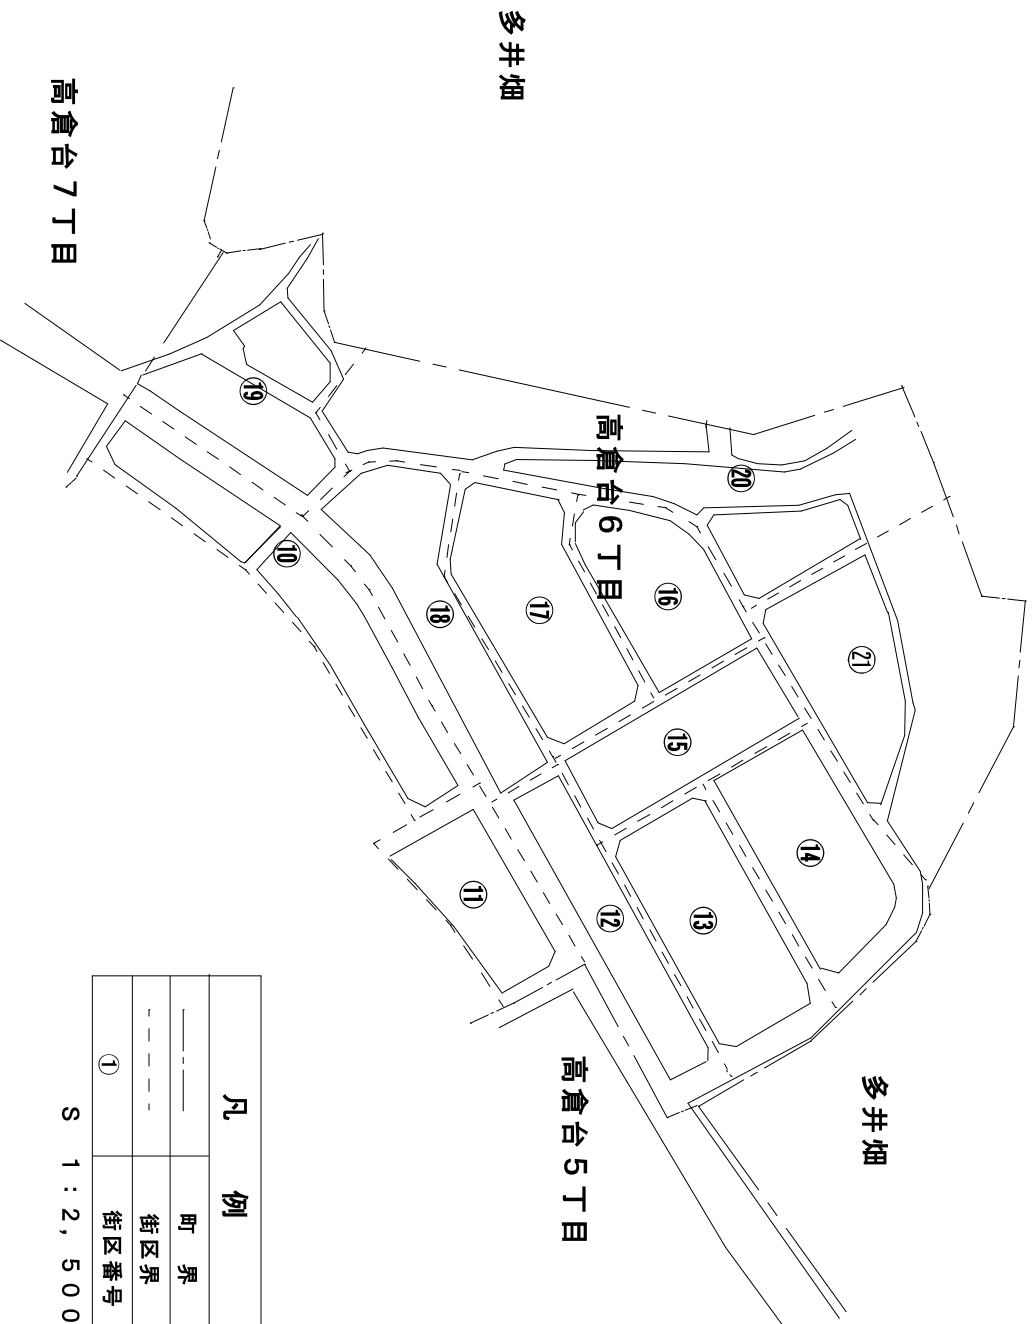 多井畑
高倉台７丁目
高倉台６丁目
⑲
⑳
⑩
⑱
⑰
⑯
㉑
⑮
⑭
⑬
⑫
⑪
高倉台５丁目
多井畑
凡　例
町　界
街区界
① 街区番号
Ｓ　１：２，５００